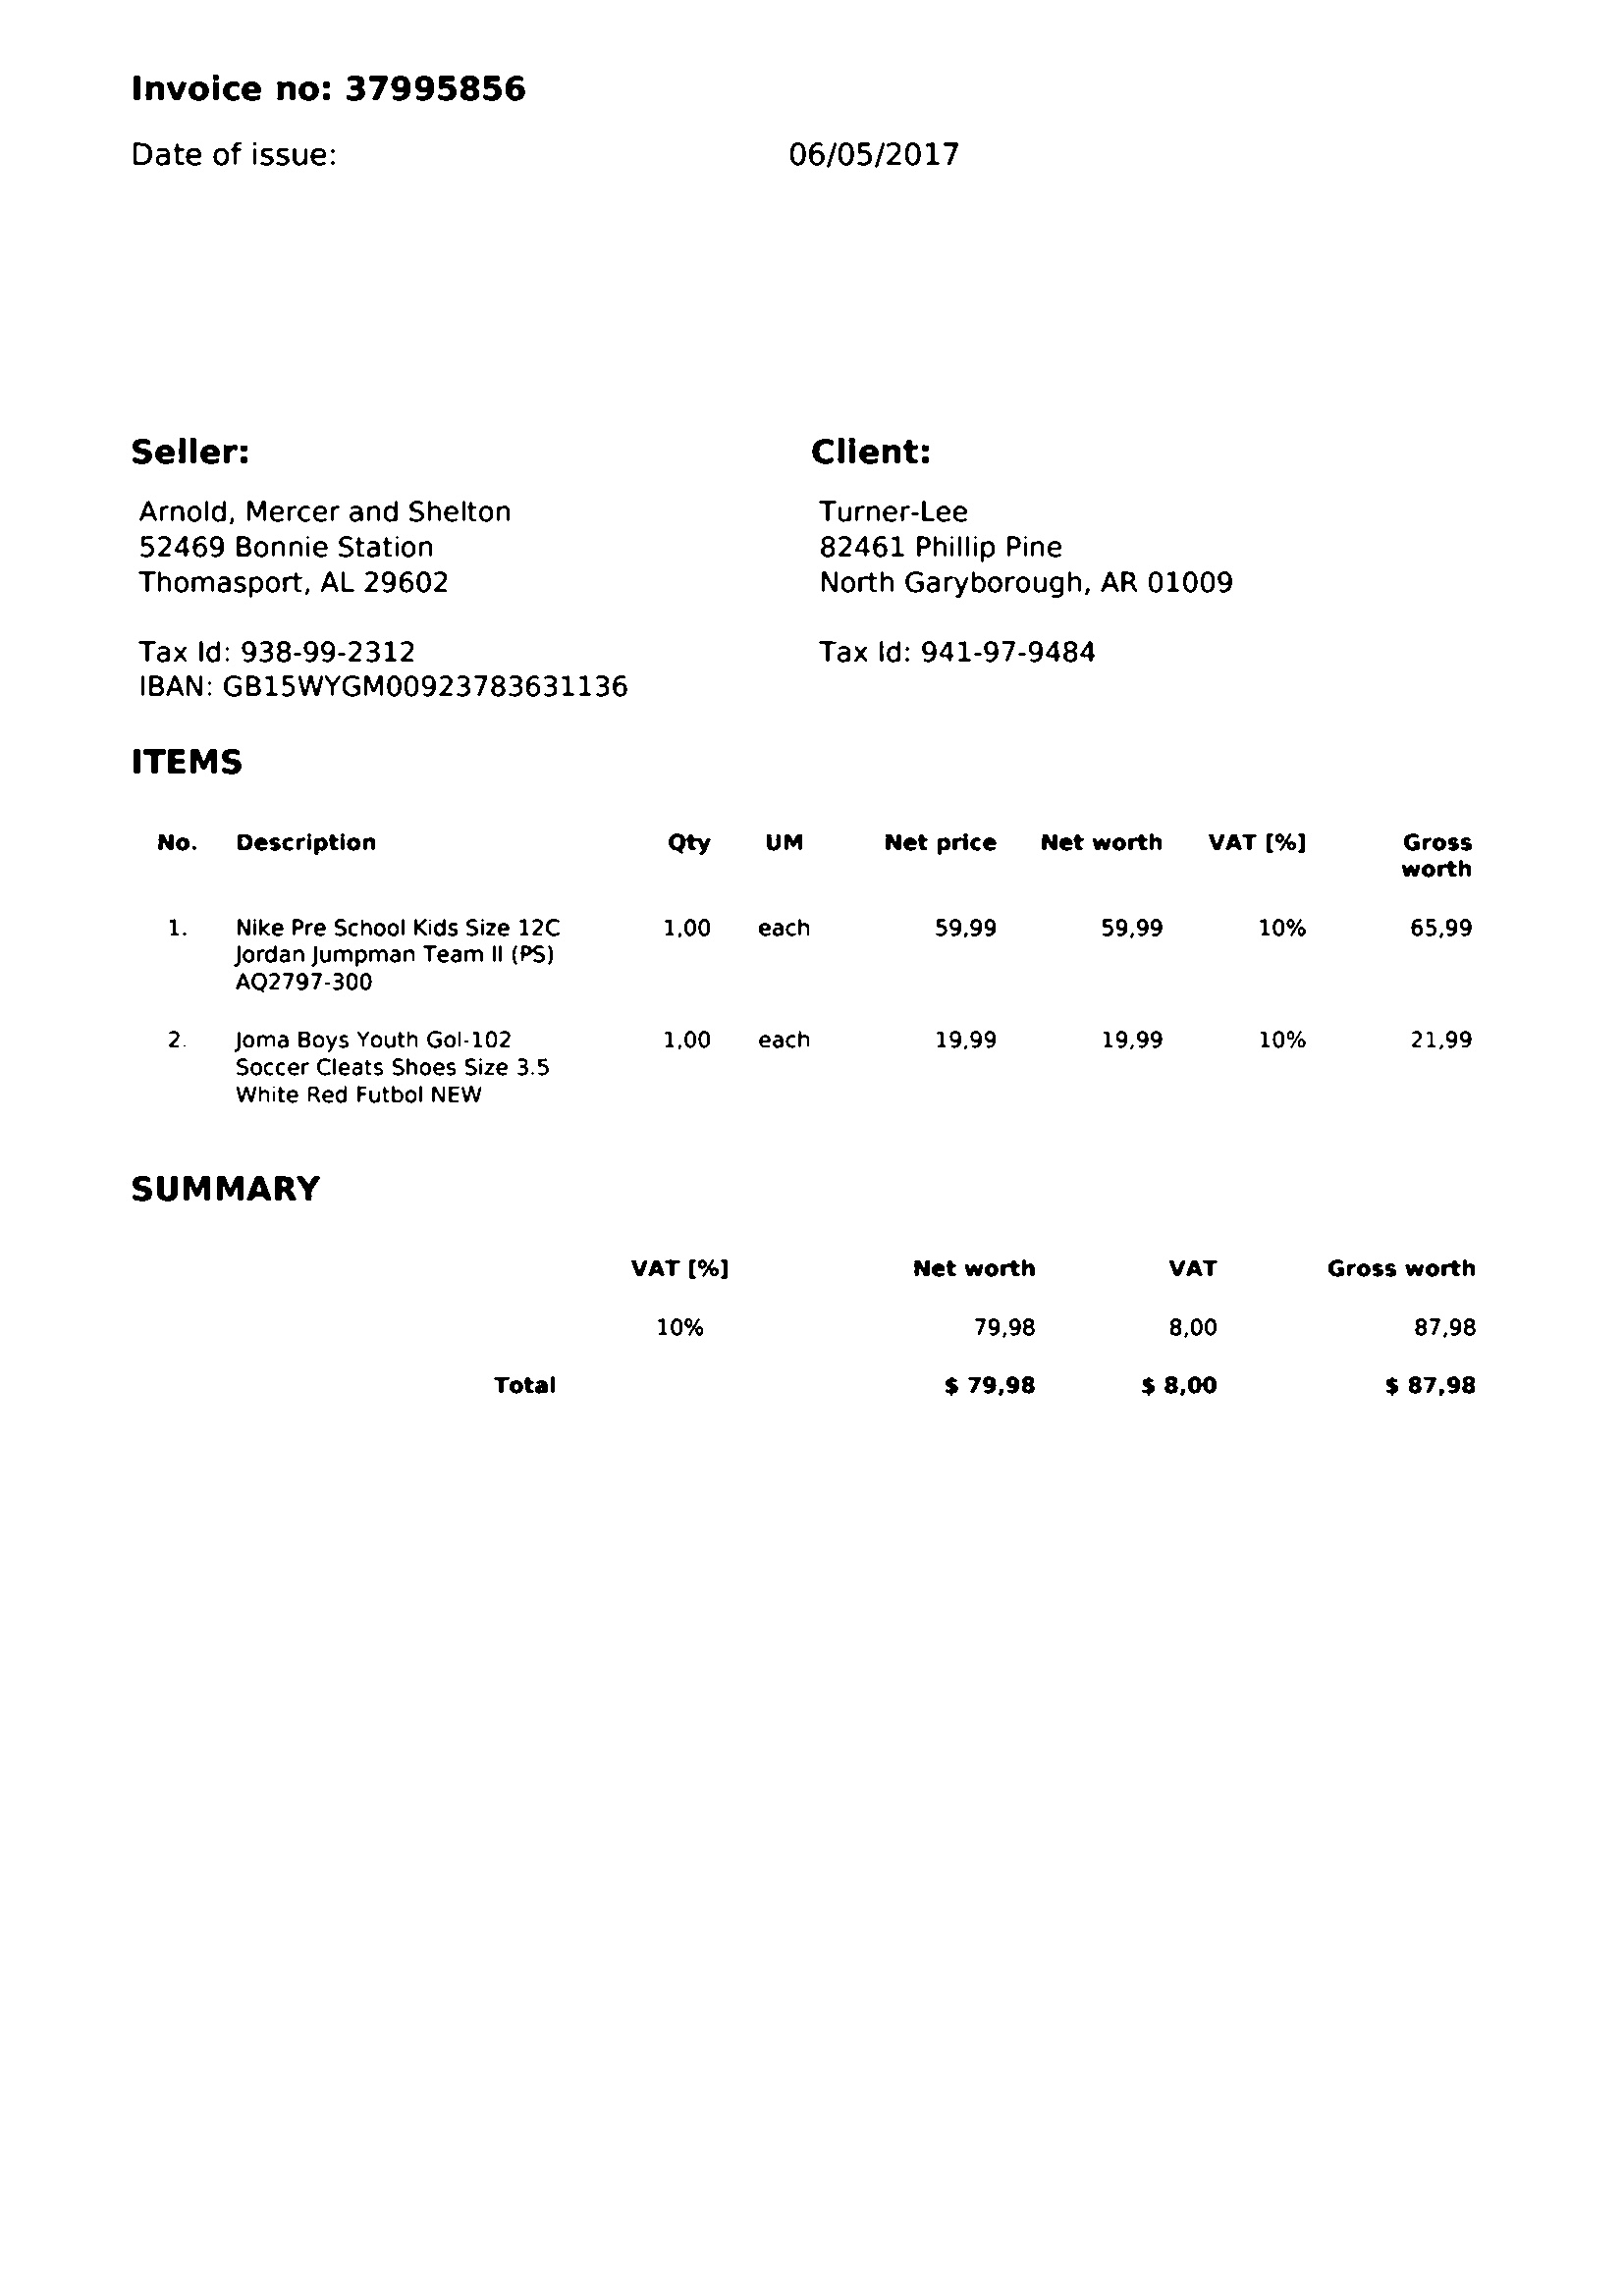 Invoice no: 37995856
Date of issue: 06/05/2017
Seller: Client:
Arnold, Mercer and Shelton Turner-Lee
52469 Bonnie Station 82461 Phillip Pine
Thomasport, AL 29602 North Garyborough, AR 01009
Tax Id: 938-99-2312 Tax Id: 941-97-9484
IBAN: GB15WYGM00923783631136
ITEMS
No. Description Qty UM Net price Net worth VAT [%] Gross
worth
1. Nike Pre School Kids Size 12C 1,00 each 59,99 59,99 10% 65,99
Jordan Jumpman Team II (PS)
AQ2797-300
2. Joma Boys Youth Gol-102 1,00 each 19,99 19,99 10% 21,99
Soccer Cleats Shoes Size 3.5
White Red Futbol NEW
SUMMARY
VAT [%] Net worth VAT Gross worth
10% 79,98 8,00 87,98
Total $ 79,98 $ 8,00 $ 87,98